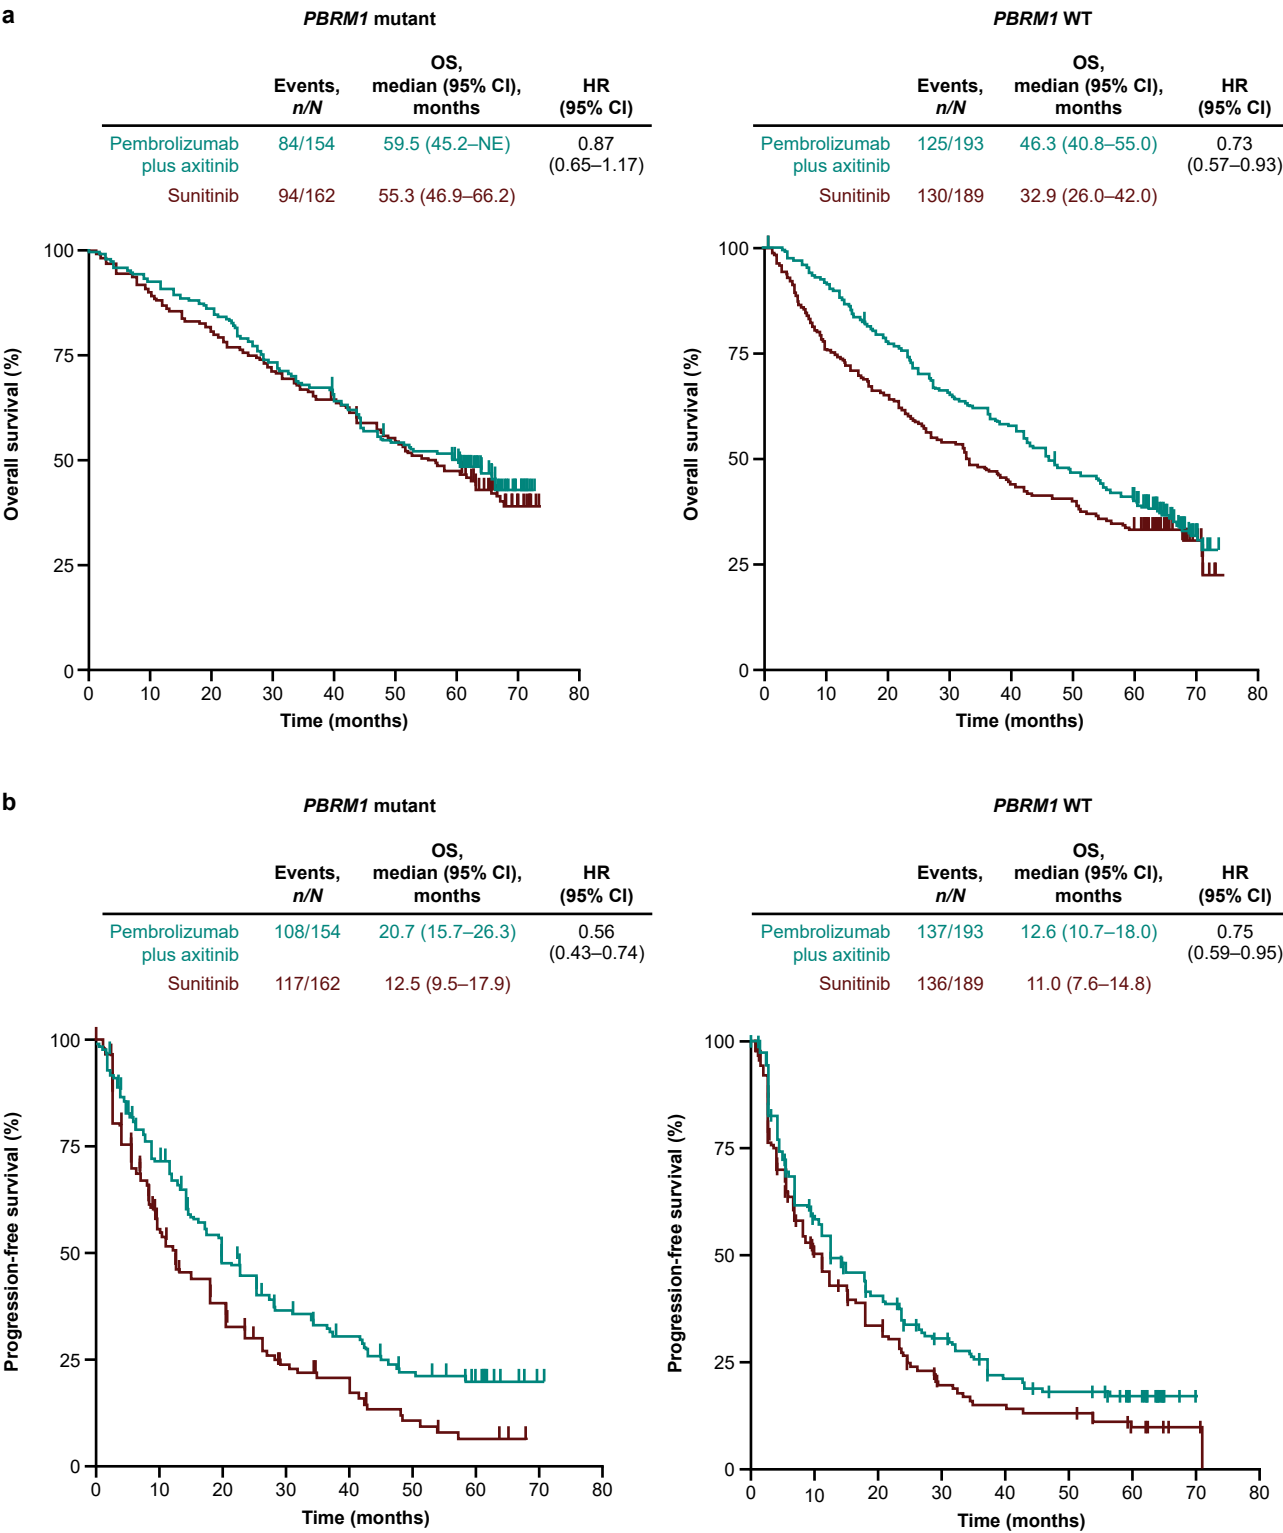 a
PBRM1 mutant
OS,
Events, median (95% CI), HR
n/N months (95% CI)
Pembrolizumab 84/154 59.5 (45.2–NE) 0.87
plus axitinib (0.65–1.17)
Sunitinib 94/162 55.3 (46.9–66.2)
100
75
50
25
0
Overall survival (%)
0 10 20 30 40 50 60 70 80
Time (months)
PBRM1 WT
OS,
Events, median (95% CI), HR
n/N months (95% CI)
Pembrolizumab 125/193 46.3 (40.8–55.0) 0.73
plus axitinib (0.57–0.93)
Sunitinib 130/189 32.9 (26.0–42.0)
100
75
50
25
0
Overall survival (%)
0 10 20 30 40 50 60 70 80
Time (months)
b
PBRM1 mutant
OS,
Events, median (95% CI), HR
n/N months (95% CI)
Pembrolizumab 108/154 20.7 (15.7–26.3) 0.56
plus axitinib (0.43–0.74)
Sunitinib 117/162 12.5 (9.5–17.9)
100
75
50
25
0
Progression-free survival (%)
0 10 20 30 40 50 60 70 80
Time (months)
PBRM1 WT
OS,
Events, median (95% CI), HR
n/N months (95% CI)
Pembrolizumab 137/193 12.6 (10.7–18.0) 0.75
plus axitinib (0.59–0.95)
Sunitinib 136/189 11.0 (7.6–14.8)
100
75
50
25
0
Progression-free survival (%)
0 10 20 30 40 50 60 70 80
Time (months)